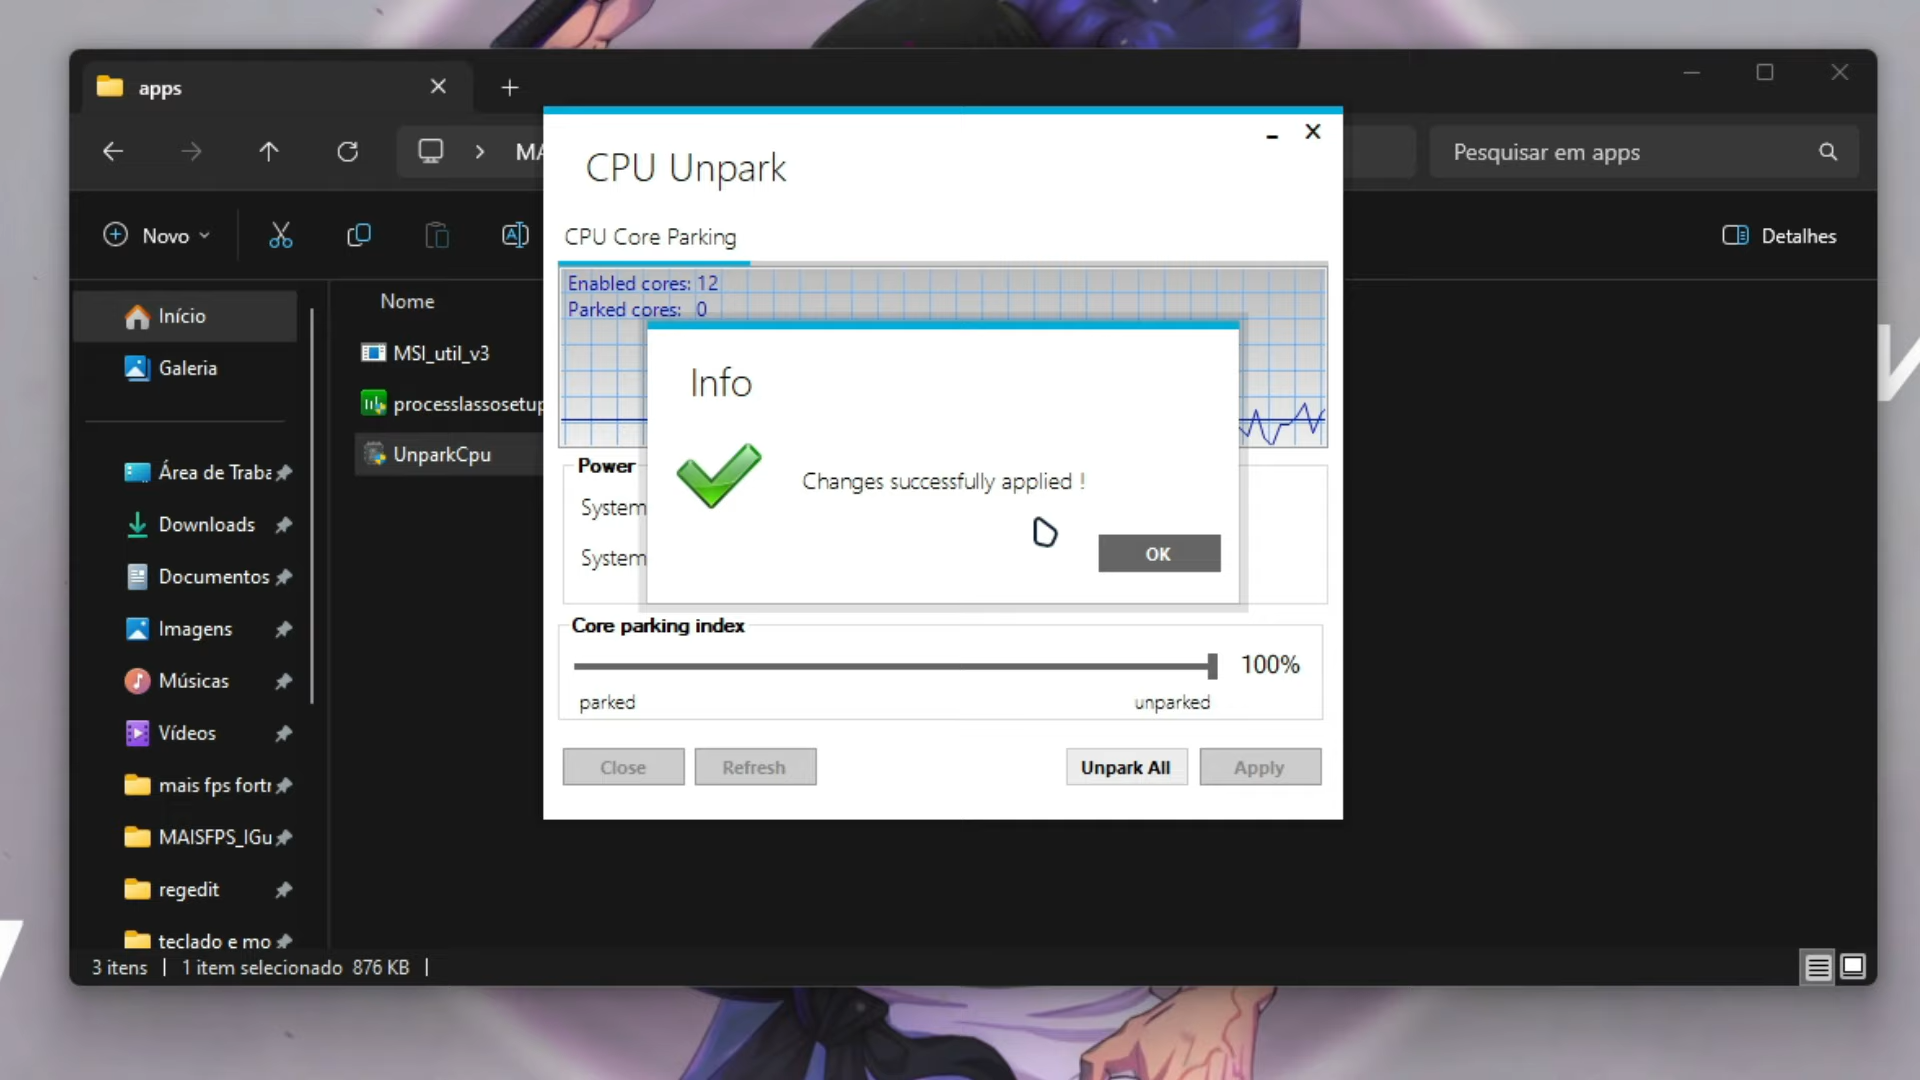 apps
MA
Pesquisar em apps
Novo
Detalhes
Início
Galeria
Área de Traba
Downloads
Documentos
Imagens
Músicas
Vídeos
mais fps fortr
MAISFPS_IGu
regedit
teclado e mo
Nome
MSI_util_v3
processlassosetup
UnparkCpu
CPU Unpark
CPU Core Parking
Enabled cores: 12
Parked cores: 0
Info
Changes successfully applied !
OK
Power
System
System
Core parking index
100%
parked unparked
Close Refresh Unpark All Apply
3 itens 1 item selecionado 876 KB